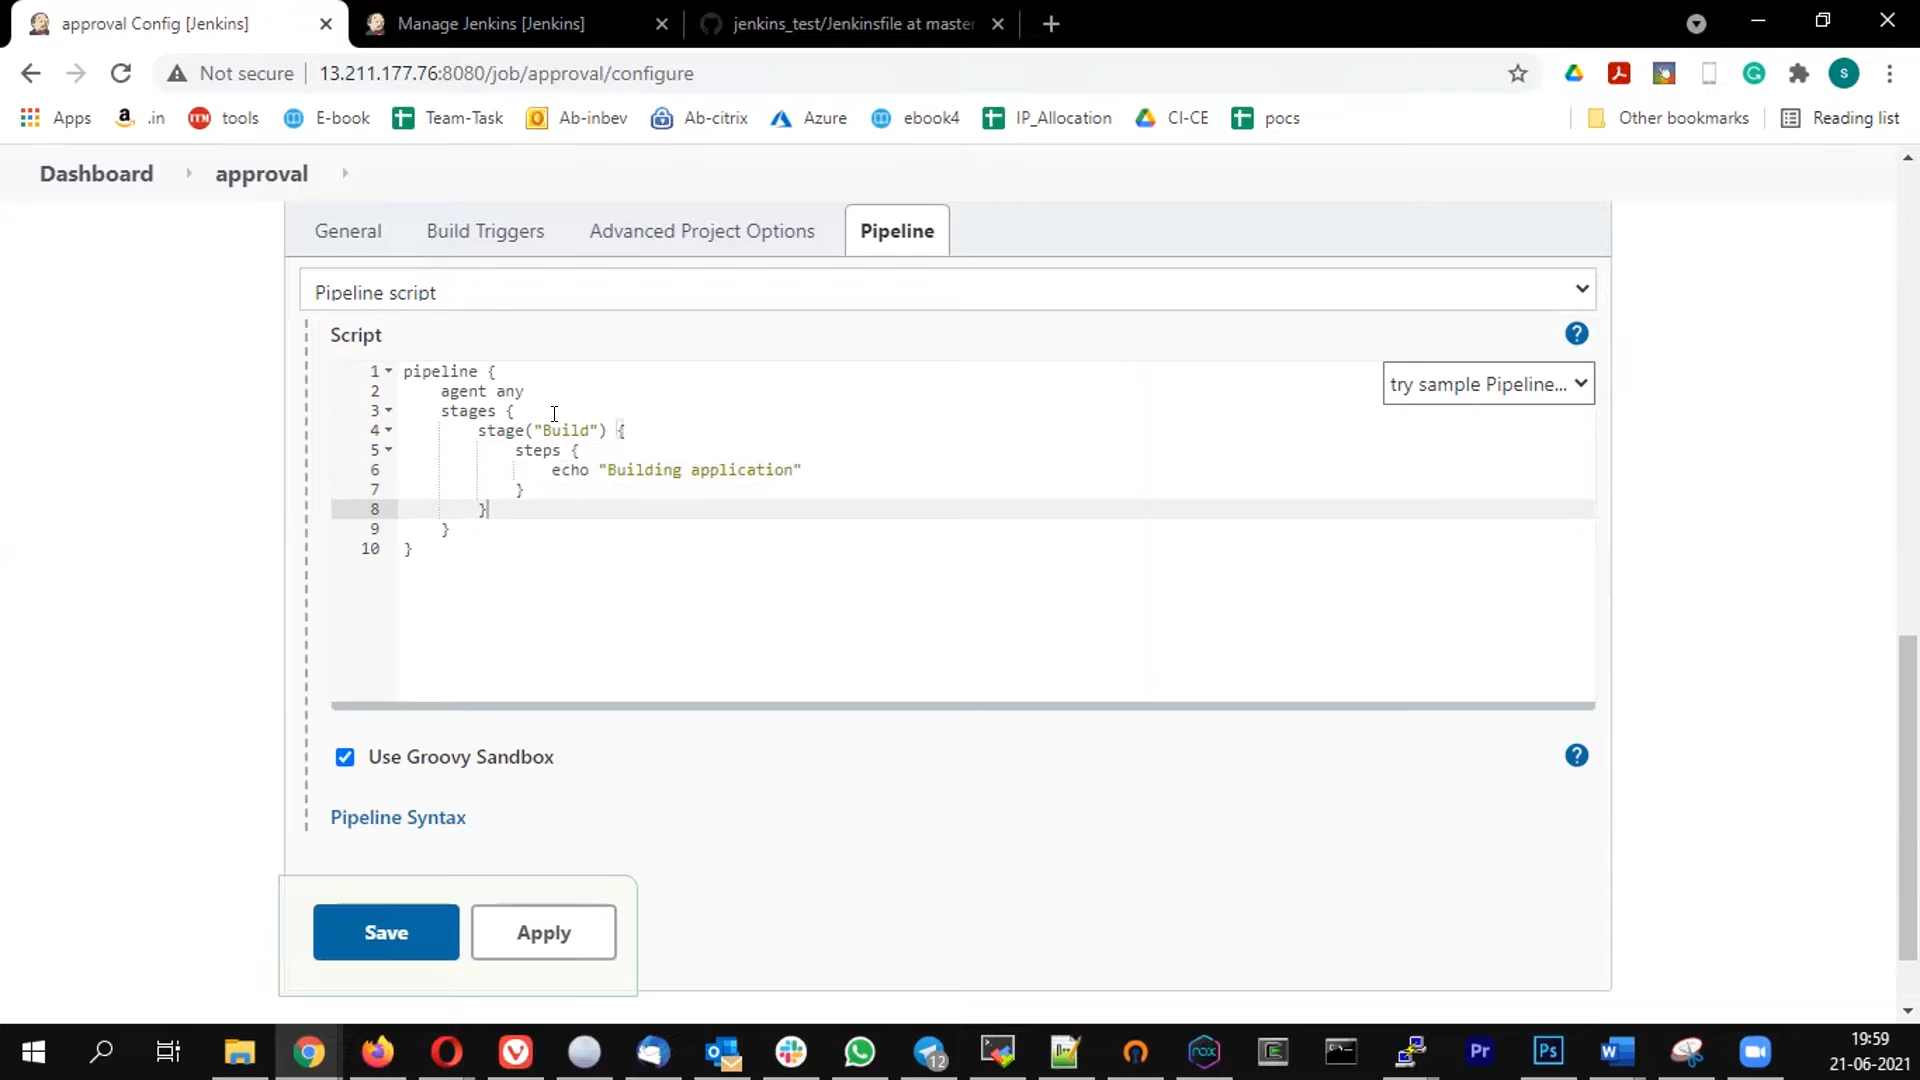 approval Config [Jenkins]
Manage Jenkins [Jenkins]
jenkins_test/Jenkinsfile at maste
Not secure
13.211.177.76:8080/job/approval/configure
S
Apps
.in
tools
E-book
Team-Task
Ab-inbev
Ab-citrix
Azure
ebook4
IP_Allocation
CI-CE
pocs
Other bookmarks
Reading list
Dashboard
approval
General
Build Triggers
Advanced Project Options
Pipeline
Pipeline script
Script
try sample Pipeline...
1 pipeline {
2 agent any
3 stages {
4 stage("Build") {
5 steps {
6 echo "Building application"
7 }
8 }
9 }
10 }
Use Groovy Sandbox
Pipeline Syntax
Save
Apply
12
nox
Pr
Ps
W
19:59
21-06-2021